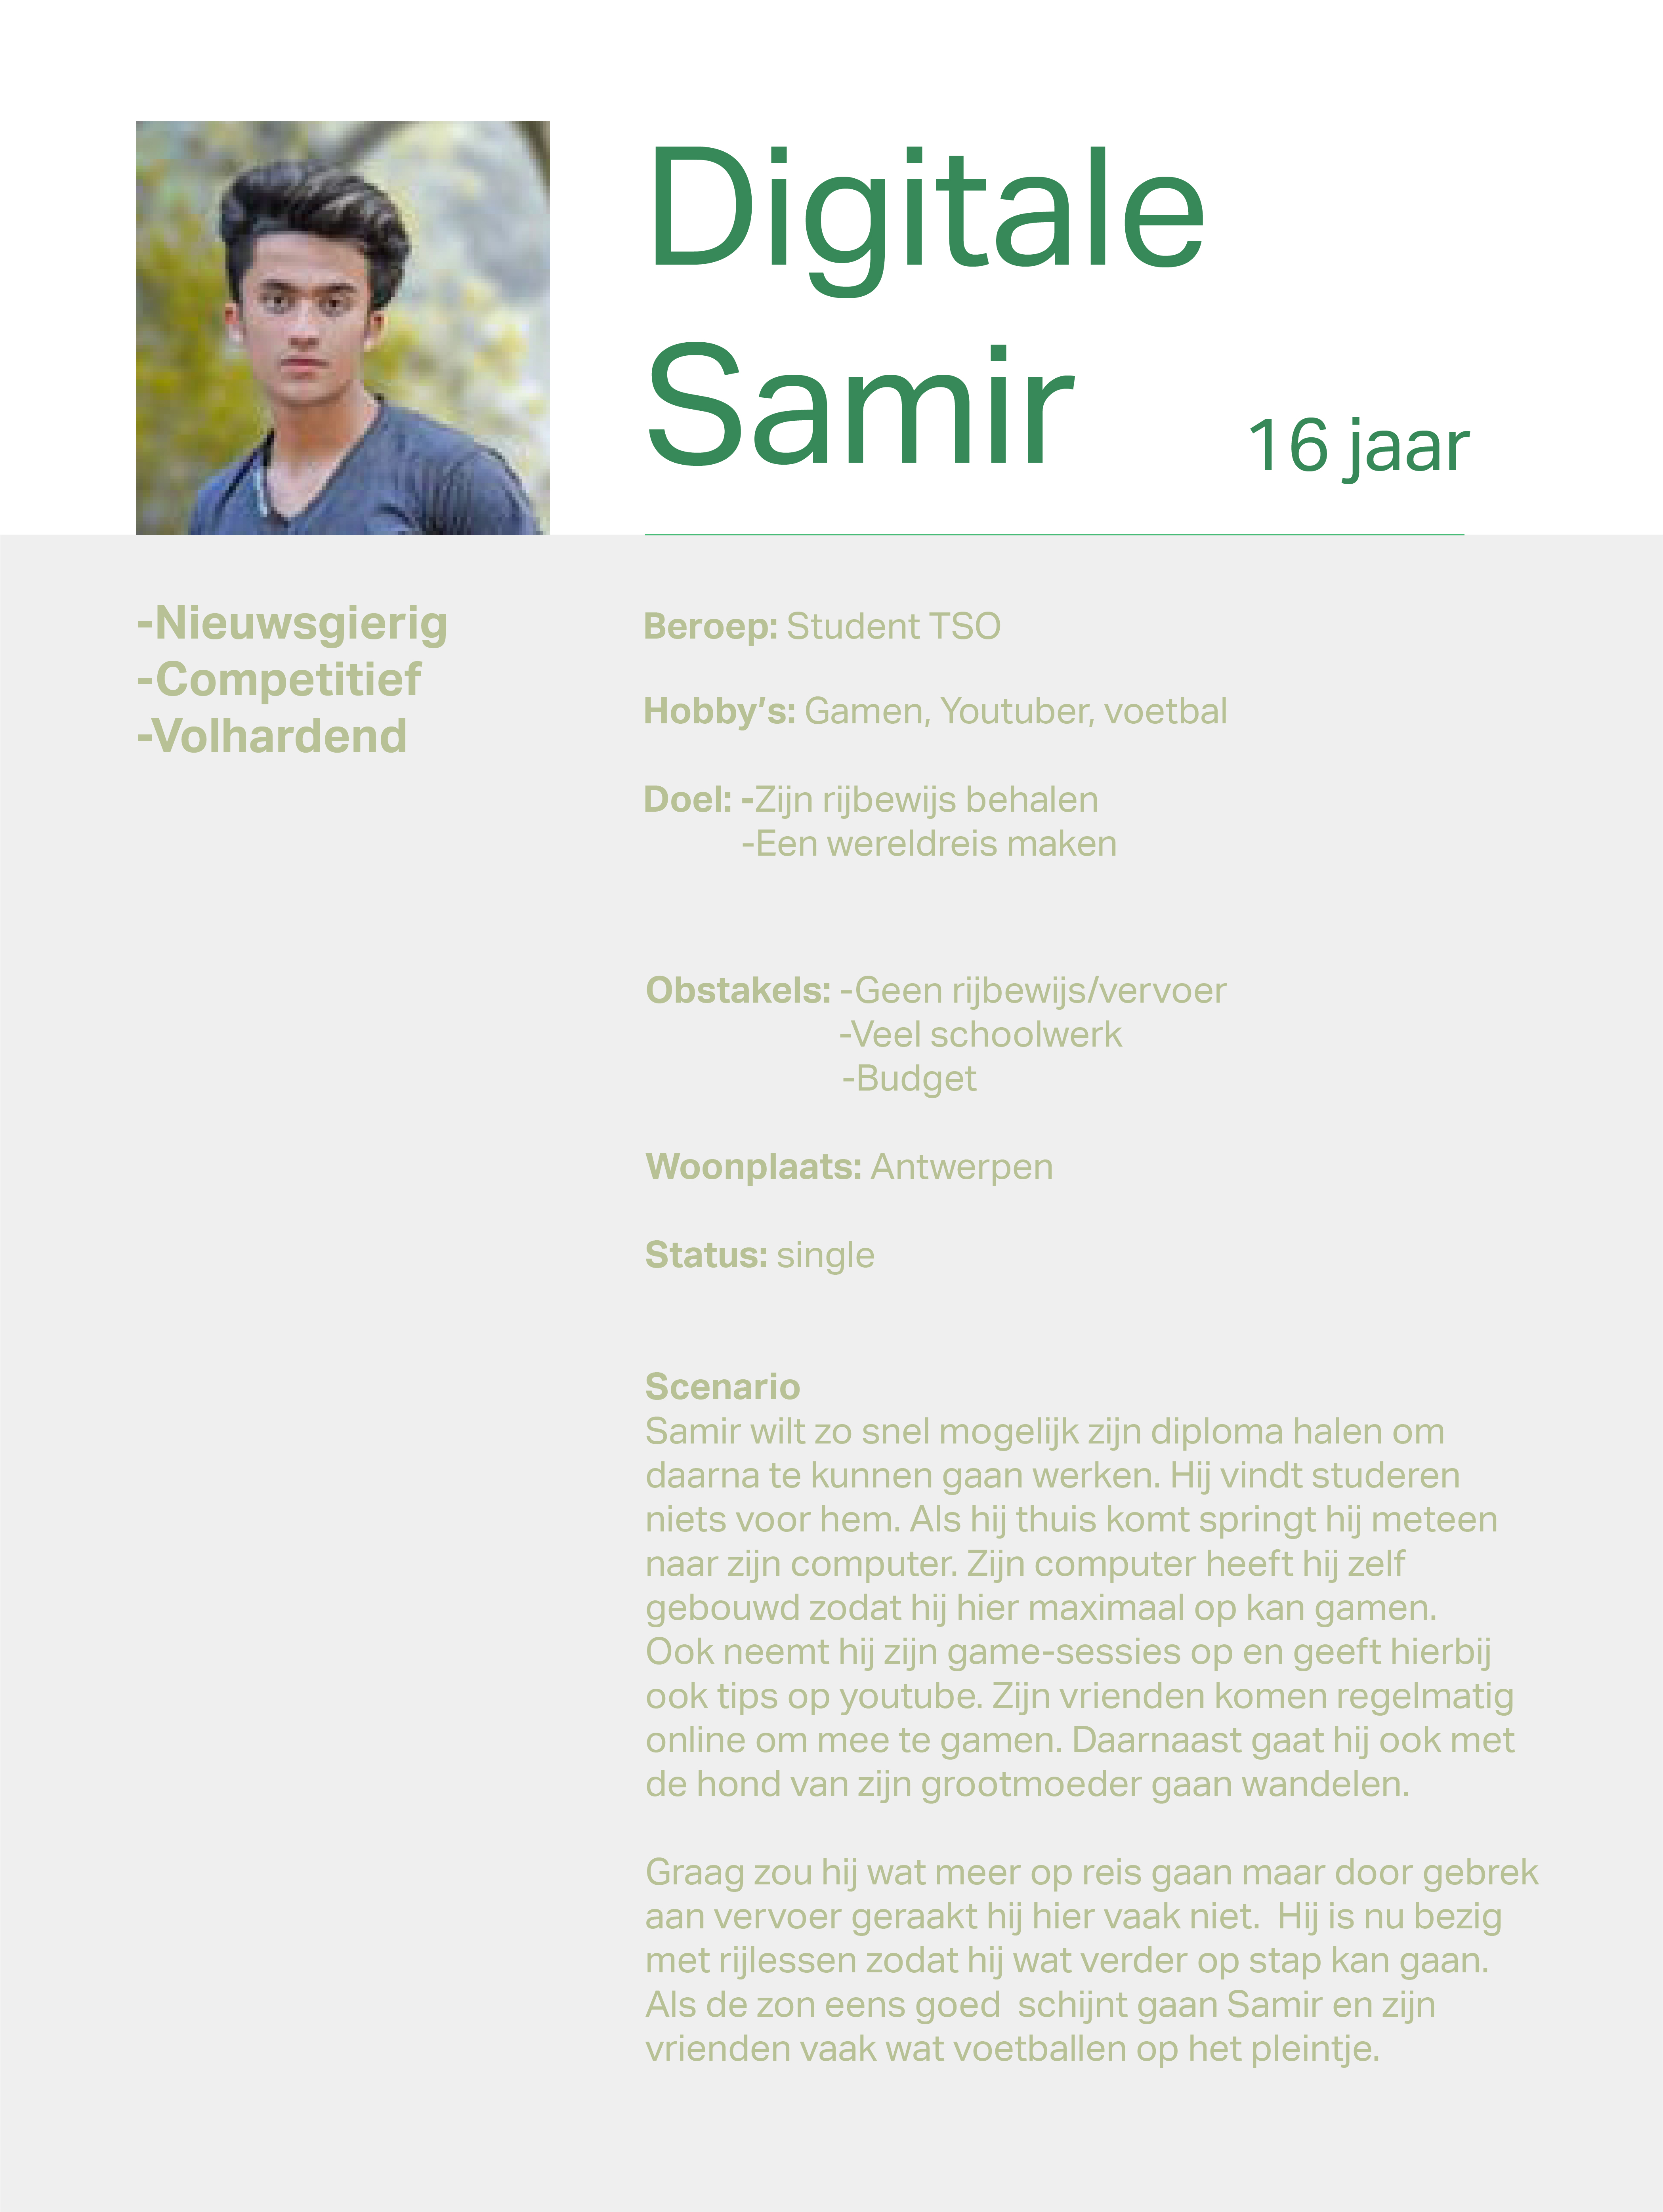 Digitale
Samir
16 jaar
-Nieuwsgierig
-Competitief
-Volhardend
Beroep: Student TSO
Hobby's: Gamen, Youtuber, voetbal
Doel: -Zijn rijbewijs behalen
-Een wereldreis maken
Obstakels: -Geen rijbewijs/vervoer
-Veel schoolwerk
-Budget
Woonplaats: Antwerpen
Status: single
Scenario
Samir wilt zo snel mogelijk zijn diploma halen om
daarna te kunnen gaan werken. Hij vindt studeren
niets voor hem. Als hij thuis komt springt hij meteen
naar zijn computer. Zijn computer heeft hij zelf
gebouwd zodat hij hier maximaal op kan gamen.
Ook neemt hij zijn game-sessies op en geeft hierbij
ook tips op youtube. Zijn vrienden komen regelmatig
online om mee te gamen. Daarnaast gaat hij ook met
de hond van zijn grootmoeder gaan wandelen.
Graag zou hij wat meer op reis gaan maar door gebrek
aan vervoer geraakt hij hier vaak niet.  Hij is nu bezig
met rijlessen zodat hij wat verder op stap kan gaan.
Als de zon eens goed  schijnt gaan Samir en zijn
vrienden vaak wat voetballen op het pleintje.